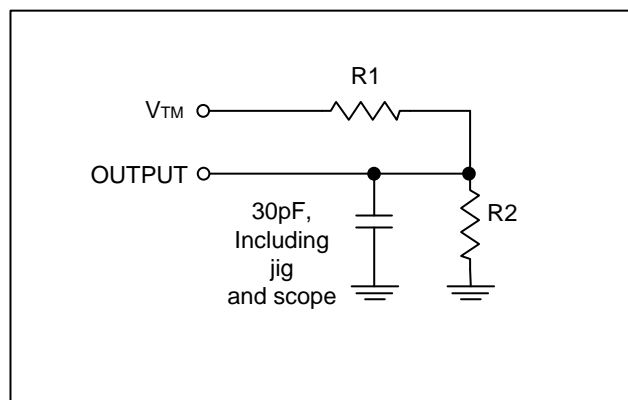 R1
VTM
OUTPUT
30pF,
Including
jig
and scope
R2